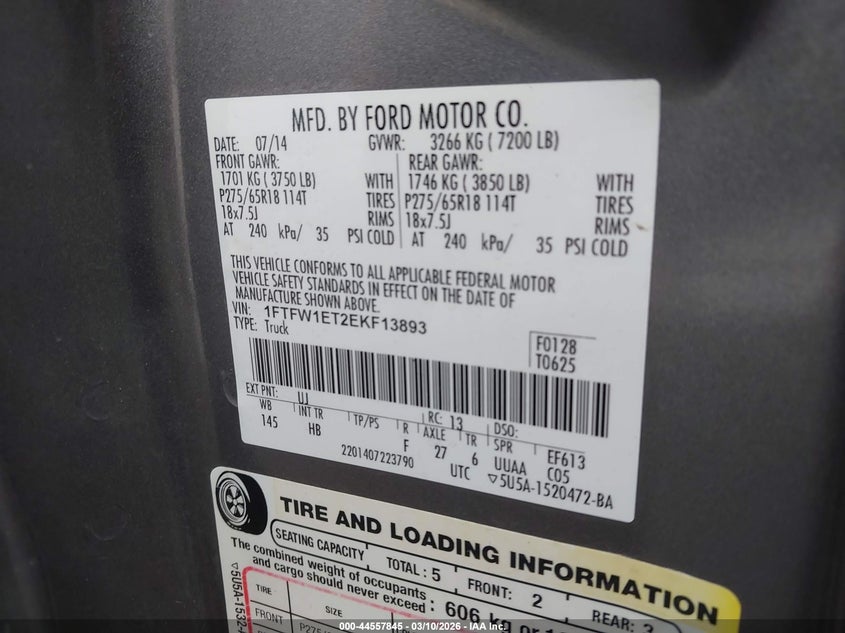 MFD. BY FORD MOTOR CO.
DATE: 07/14 GVWR: 3266 KG ( 7200 LB)
FRONT GAWR: REAR GAWR:
1701 KG ( 3750 LB) WITH 1746 KG ( 3850 LB) WITH
P275/65R18 114T TIRES P275/65R18 114T TIRES
18x7.5J RIMS 18x7.5J RIMS
AT 240 kPa/ 35 PSI COLD AT 240 kPa/ 35 PSI COLD
THIS VEHICLE CONFORMS TO ALL APPLICABLE FEDERAL MOTOR
VEHICLE SAFETY STANDARDS IN EFFECT ON THE DATE OF
MANUFACTURE SHOWN ABOVE.
VIN: 1FTFW1ET2EKF13893
TYPE: Truck
F0128
T0625
EXT PNT: UJ RC: 13 DSO:
WB INT TR TP/PS R AXLE TR SPR EF613
145 HB F 27 6 UUAA C05
2201407223790 UTC ▽5U5A-1520472-BA
TIRE AND LOADING INFORMATION
SEATING CAPACITY TOTAL : 5 FRONT: 2 REAR:
The combined weight of occupants
and cargo should never exceed : 606 kg or
TIRE SIZE
FRONT
000-44557845 - 03/10/2026 - IAA Inc.